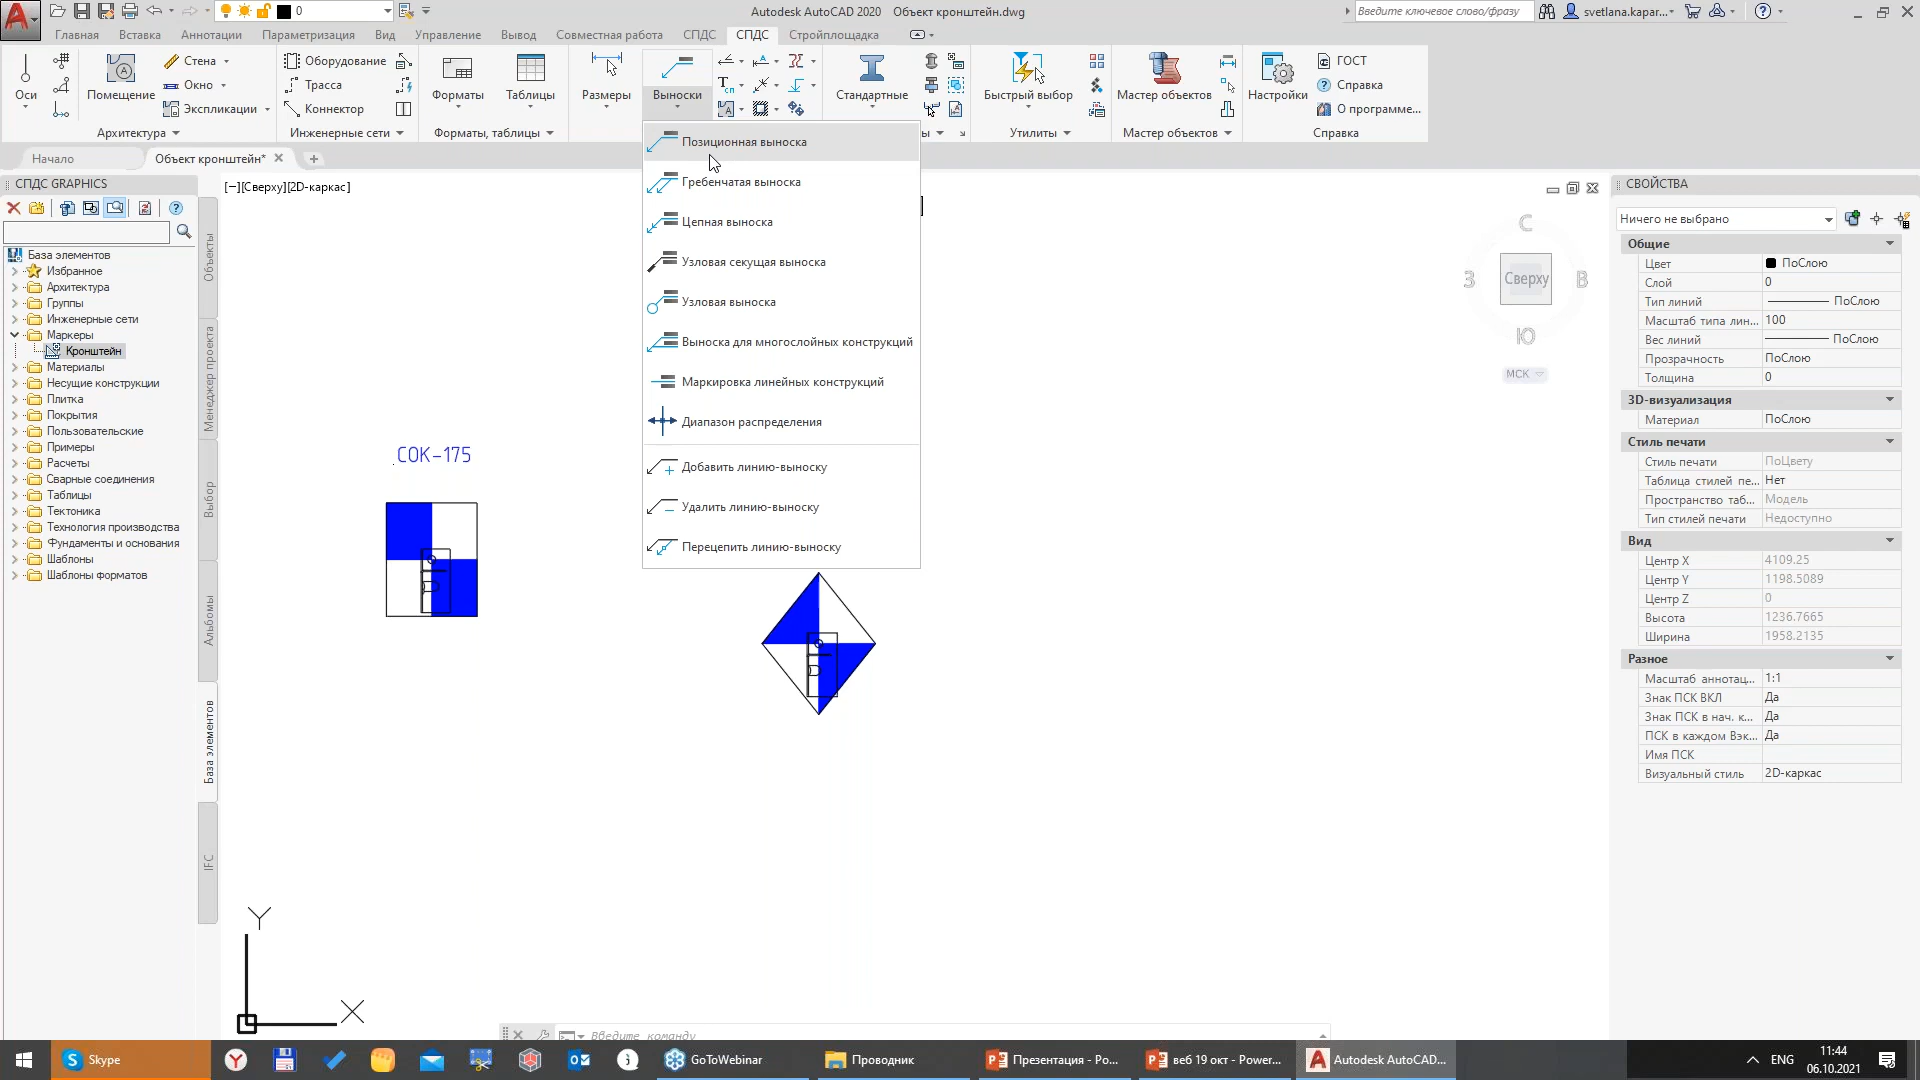 Autodesk AutoCAD 2020 Объект кронштейн.dwg
0
Введите ключевое слово/фразу
svetlana.kapar...
Главная Вставка Аннотации Параметризация Вид Управление Вывод Совместная работа СПДС СПДС Стройплощадка
Оси
Помещение
Стена
Окно
Экспликации
Архитектура
Оборудование
Трасса
Коннектор
Инженерные сети
Форматы
Таблицы
Форматы, таблицы
Размеры
Выноски
Стандартные
Быстрый выбор
Утилиты
Мастер объектов
Мастер объектов
Настройки
ГОСТ
Справка
О программе...
Справка
Начало
Объект кронштейн*
СПДС GRAPHICS
База элементов
Избранное
Архитектура
Группы
Инженерные сети
Маркеры
Кронштейн
Материалы
Несущие конструкции
Плитка
Покрытия
Пользовательские
Примеры
Расчеты
Сварные соединения
Таблицы
Тектоника
Технология производства
Фундаменты и основания
Шаблоны
Шаблоны форматов
Объекты
Менеджер проекта
Выбор
Альбомы
База элементов
IFC
[−][Сверху][2D-каркас]
Позиционная выноска
Гребенчатая выноска
Цепная выноска
Узловая секущая выноска
Узловая выноска
Выноска для многослойных конструкций
Маркировка линейных конструкций
Диапазон распределения
Добавить линию-выноску
Удалить линию-выноску
Перецепить линию-выноску
СОК-175
Y
X
С
З
Сверху
В
Ю
МСК
СВОЙСТВА
Ничего не выбрано
Общие
Цвет ПоСлою
Слой 0
Тип линий ПоСлою
Масштаб типа лин... 100
Вес линий ПоСлою
Прозрачность ПоСлою
Толщина 0
3D-визуализация
Материал ПоСлою
Стиль печати
Стиль печати ПоЦвету
Таблица стилей пе... Нет
Пространство таб... Модель
Тип стилей печати Недоступно
Вид
Центр X 4109.25
Центр Y 1198.5089
Центр Z 0
Высота 1236.7665
Ширина 1958.2135
Разное
Масштаб аннотац... 1:1
Знак ПСК ВКЛ Да
Знак ПСК в нач. к... Да
ПСК в каждом Вэк... Да
Имя ПСК
Визуальный стиль 2D-каркас
Введите команду
Skype
GoToWebinar
Проводник
Презентация - Po...
веб 19 окт - Power...
Autodesk AutoCAD...
ENG
11:44
06.10.2021